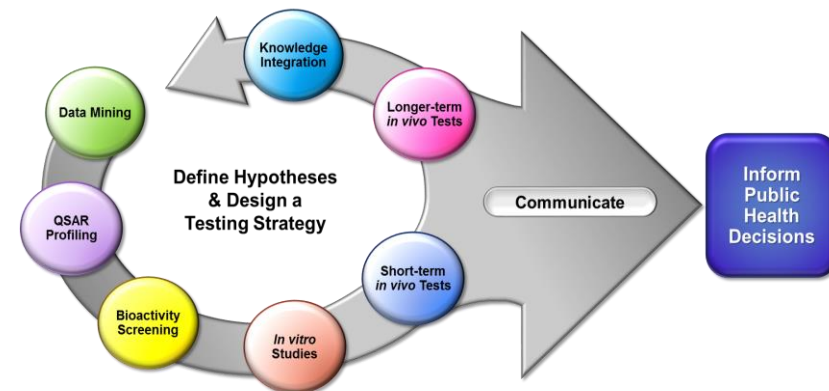 Knowledge
Integration
Longer-term
in vivo Tests
Data Mining
Define Hypotheses
& Design a
Testing Strategy
QSAR
Profiling
Communicate
Inform
Public
Health
Decisions
Short-term
in vivo Tests
Bioactivity
Screening
In vitro
Studies